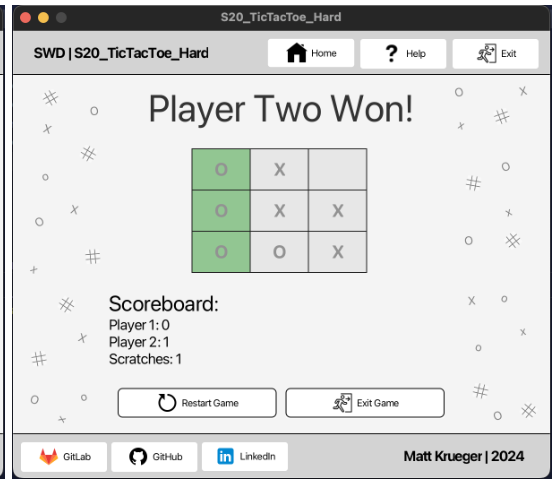 S20_TicTacToe_Hard
SWD | S20_TicTacToe_Hard Home ? Help Exit
Player Two Won!
O X
O X X
O O X
Scoreboard:
Player 1: 0
Player 2: 1
Scratches: 1
Restart Game Exit Game
GitLab GitHub in LinkedIn Matt Krueger | 2024